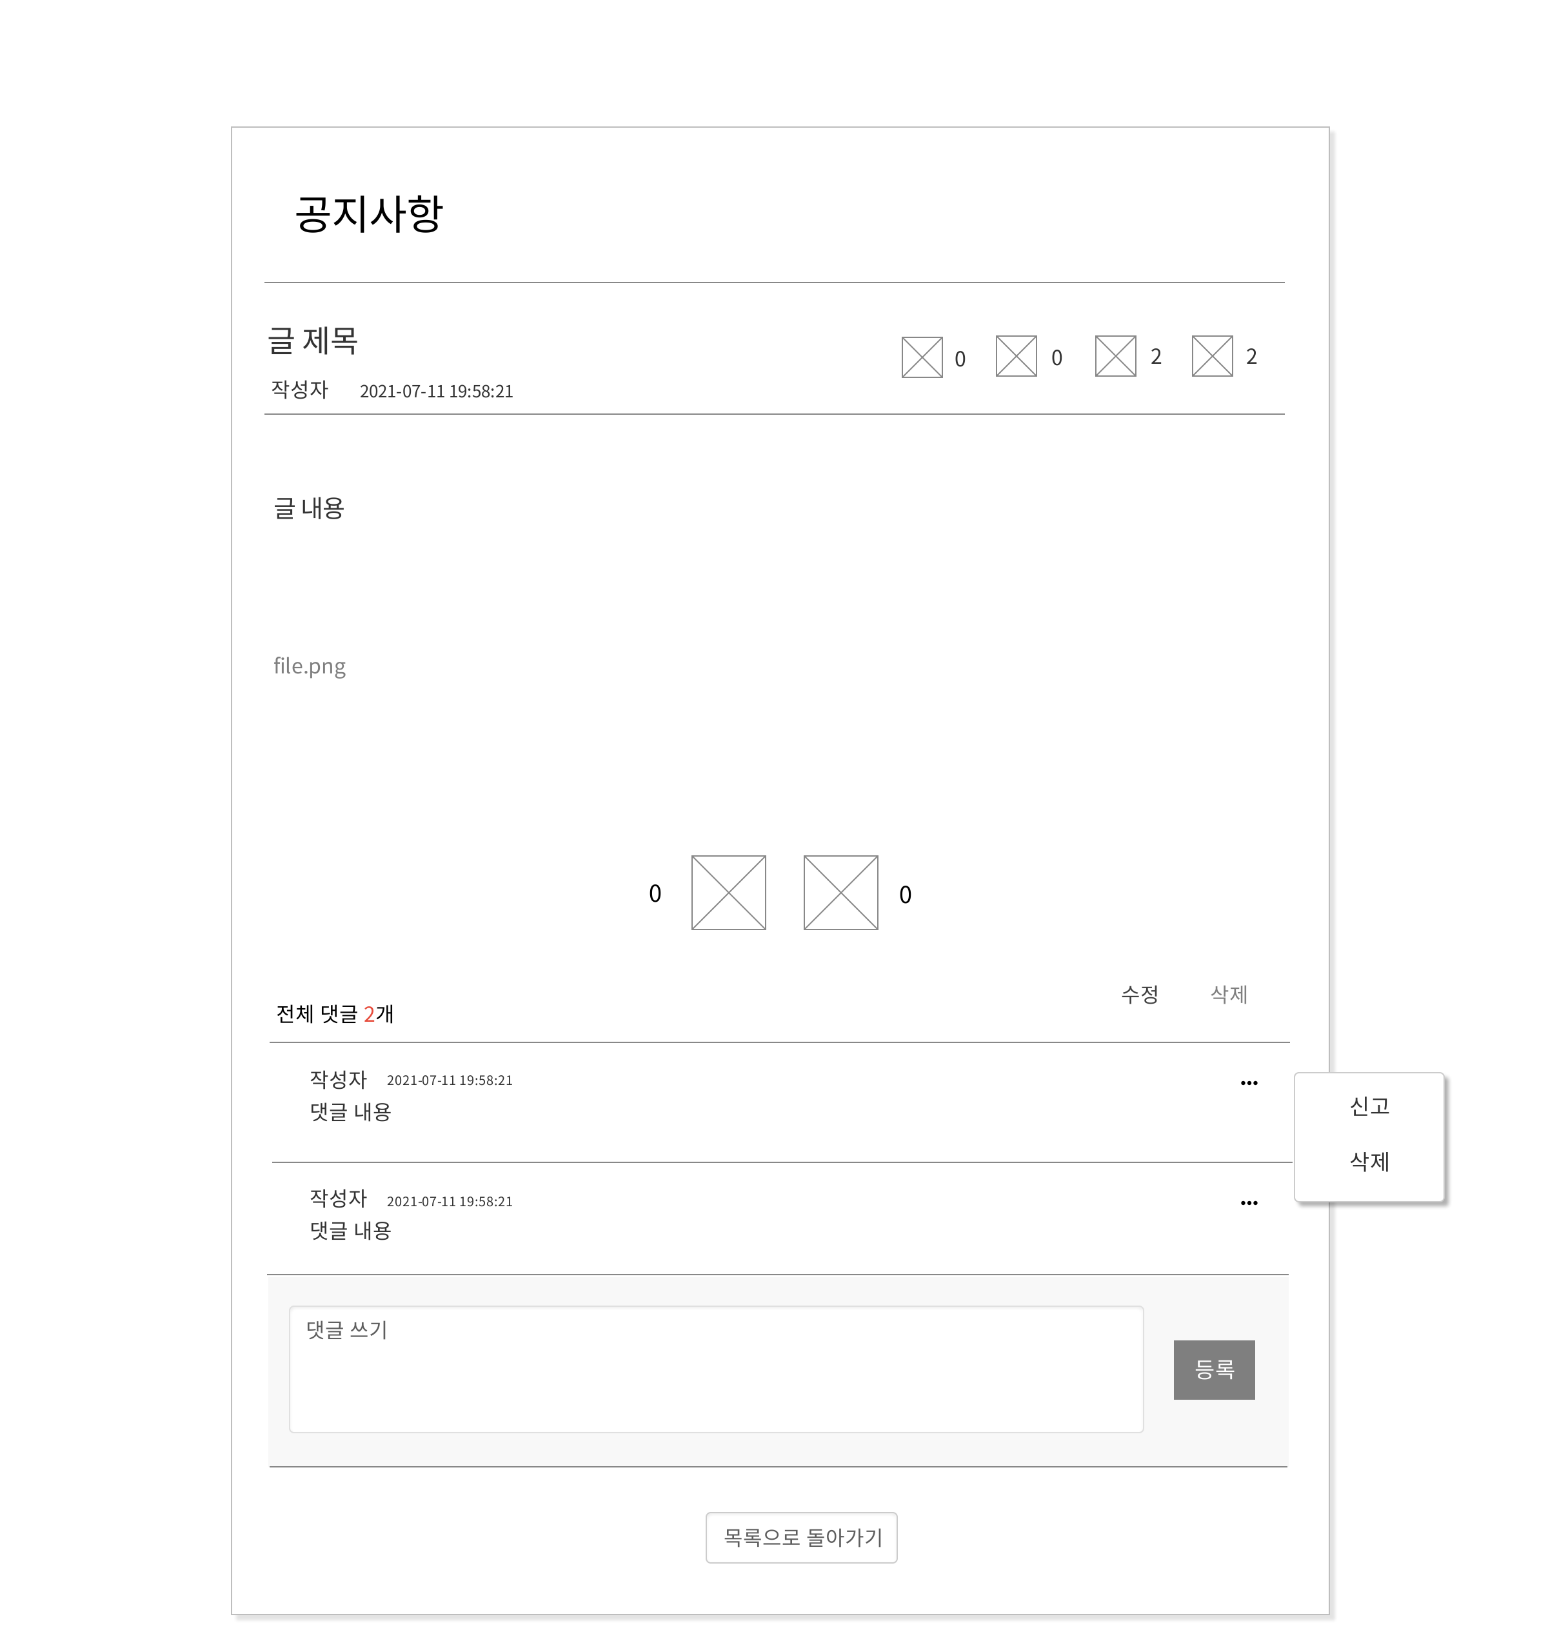 공지사항
글 제목
0 0 2 2
작성자 2021-07-11 19:58:21
글 내용
file.png
0 0
수정 삭제
전체 댓글 2개
작성자 2021-07-11 19:58:21
댓글 내용
신고
삭제
작성자 2021-07-11 19:58:21
댓글 내용
댓글 쓰기
등록
목록으로 돌아가기